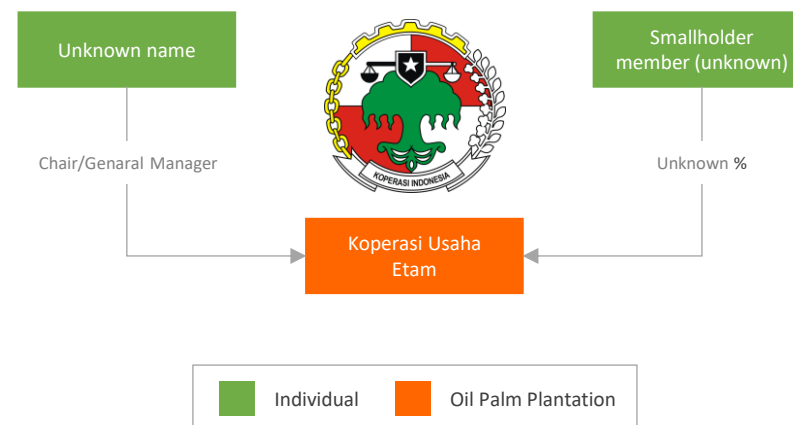 Unknown name
Smallholder
member (unknown)
KOPERASI INDONESIA
Chair/Genaral Manager
Unknown %
Koperasi Usaha
Etam
Individual
Oil Palm Plantation